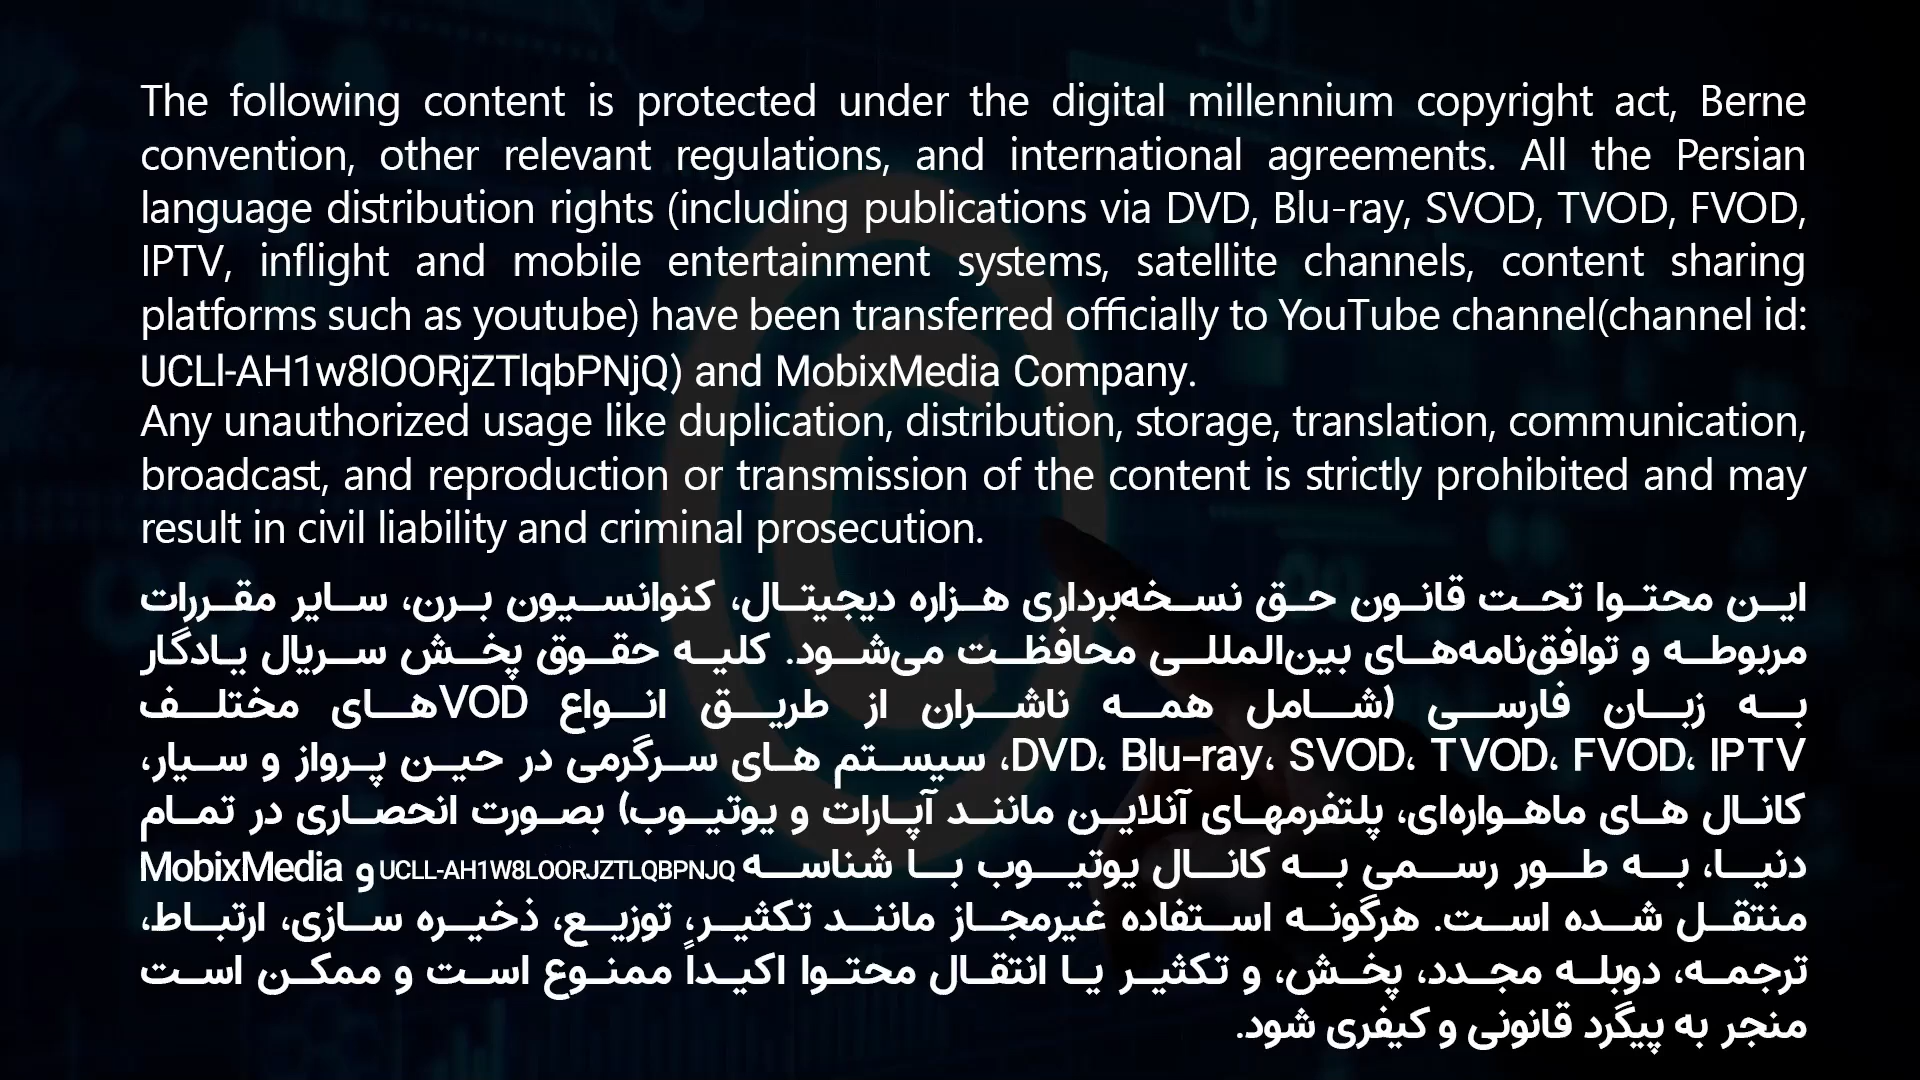 The following content is protected under the digital millennium copyright act, Berne
convention, other relevant regulations, and international agreements. All the Persian
language distribution rights (including publications via DVD, Blu-ray, SVOD, TVOD, FVOD,
IPTV, inflight and mobile entertainment systems, satellite channels, content sharing
platforms such as youtube) have been transferred officially to YouTube channel(channel id:
UCLl-AH1w8lOORjZTlqbPNjQ) and MobixMedia Company.
Any unauthorized usage like duplication, distribution, storage, translation, communication,
broadcast, and reproduction or transmission of the content is strictly prohibited and may
result in civil liability and criminal prosecution.
این محتوا تحت قانون حق نسخه‌برداری هزاره دیجیتال، کنوانسیون برن، سایر مقررات
مربوطه و توافق‌نامه‌های بین‌المللی محافظت می‌شود. کلیه حقوق پخش سریال یادگار
به زبان فارسی (شامل همه ناشران از طریق انواع VODهای مختلف
DVD، Blu-ray، SVOD، TVOD، FVOD، IPTV، سیستم های سرگرمی در حین پرواز و سیار،
کانال های ماهواره‌ای، پلتفرمهای آنلاین مانند آپارات و یوتیوب) بصورت انحصاری در تمام
دنیا، به طور رسمی به کانال یوتیوب با شناسه UCLL-AH1W8LOORJZTLQBPNJQ و MobixMedia
منتقل شده است. هرگونه استفاده غیرمجاز مانند تکثیر، توزیع، ذخیره سازی، ارتباط،
ترجمه، دوبله مجدد، پخش، و تکثیر یا انتقال محتوا اکیداً ممنوع است و ممکن است
منجر به پیگرد قانونی و کیفری شود.